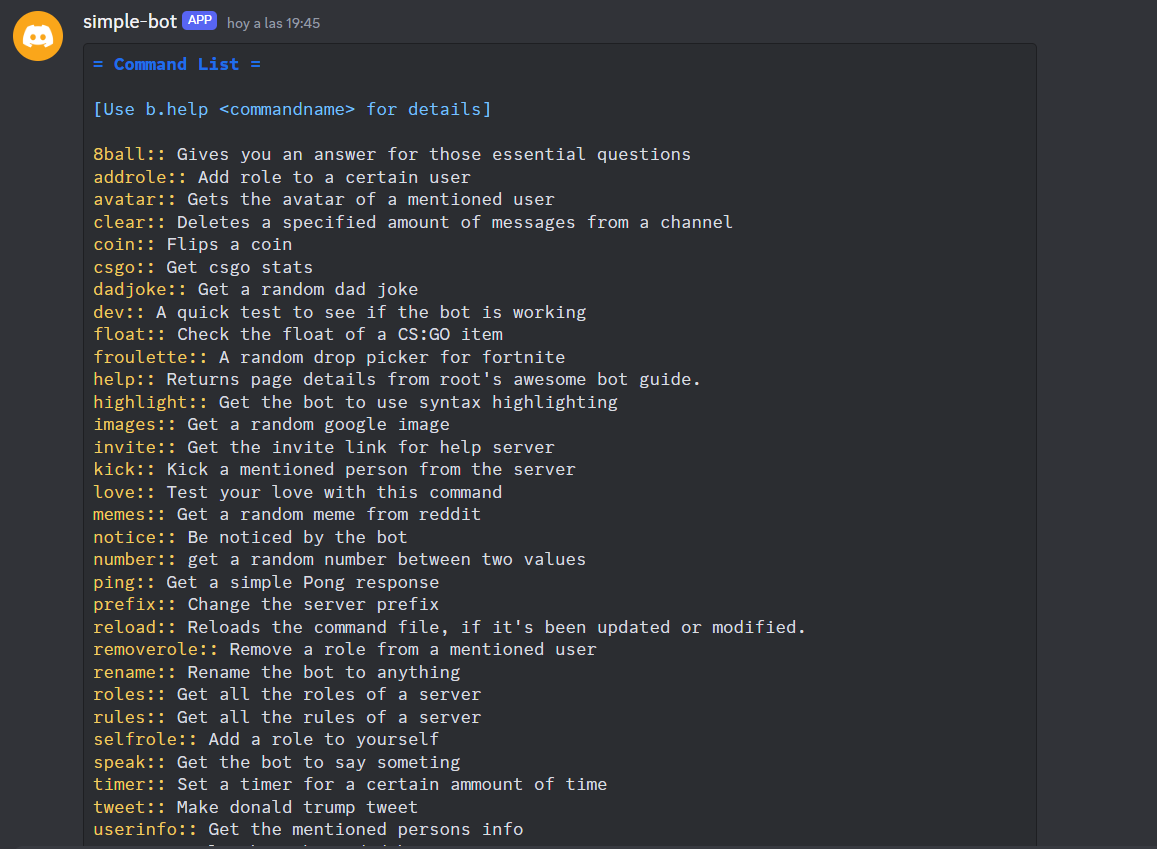 simple-bot APP hoy a las 19:45
= Command List =
[Use b.help <commandname> for details]
8ball:: Gives you an answer for those essential questions
addrole:: Add role to a certain user
avatar:: Gets the avatar of a mentioned user
clear:: Deletes a specified amount of messages from a channel
coin:: Flips a coin
csgo:: Get csgo stats
dadjoke:: Get a random dad joke
dev:: A quick test to see if the bot is working
float:: Check the float of a CS:GO item
froulette:: A random drop picker for fortnite
help:: Returns page details from root's awesome bot guide.
highlight:: Get the bot to use syntax highlighting
images:: Get a random google image
invite:: Get the invite link for help server
kick:: Kick a mentioned person from the server
love:: Test your love with this command
memes:: Get a random meme from reddit
notice:: Be noticed by the bot
number:: get a random number between two values
ping:: Get a simple Pong response
prefix:: Change the server prefix
reload:: Reloads the command file, if it's been updated or modified.
removerole:: Remove a role from a mentioned user
rename:: Rename the bot to anything
roles:: Get all the roles of a server
rules:: Get all the rules of a server
selfrole:: Add a role to yourself
speak:: Get the bot to say someting
timer:: Set a timer for a certain ammount of time
tweet:: Make donald trump tweet
userinfo:: Get the mentioned persons info